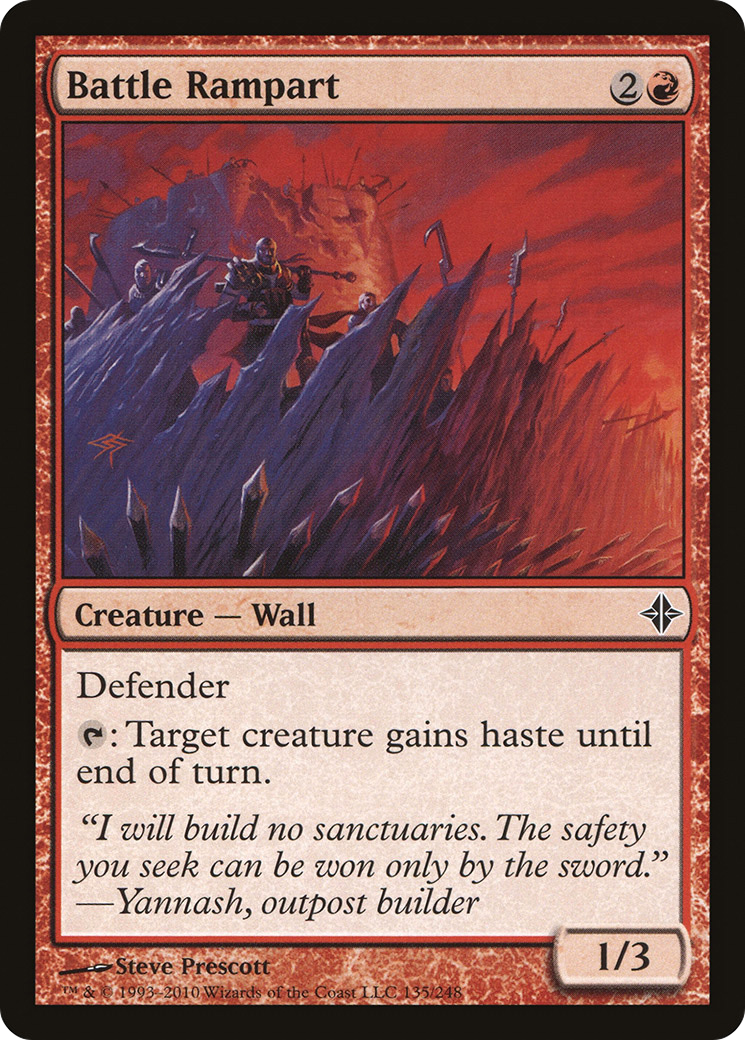 Battle Rampart
2
Creature — Wall
Defender
: Target creature gains haste until
end of turn.
“I will build no sanctuaries. The safety
you seek can be won only by the sword.”
—Yannash, outpost builder
1/3
Steve Prescott
™ & © 1993–2010 Wizards of the Coast LLC 135/248